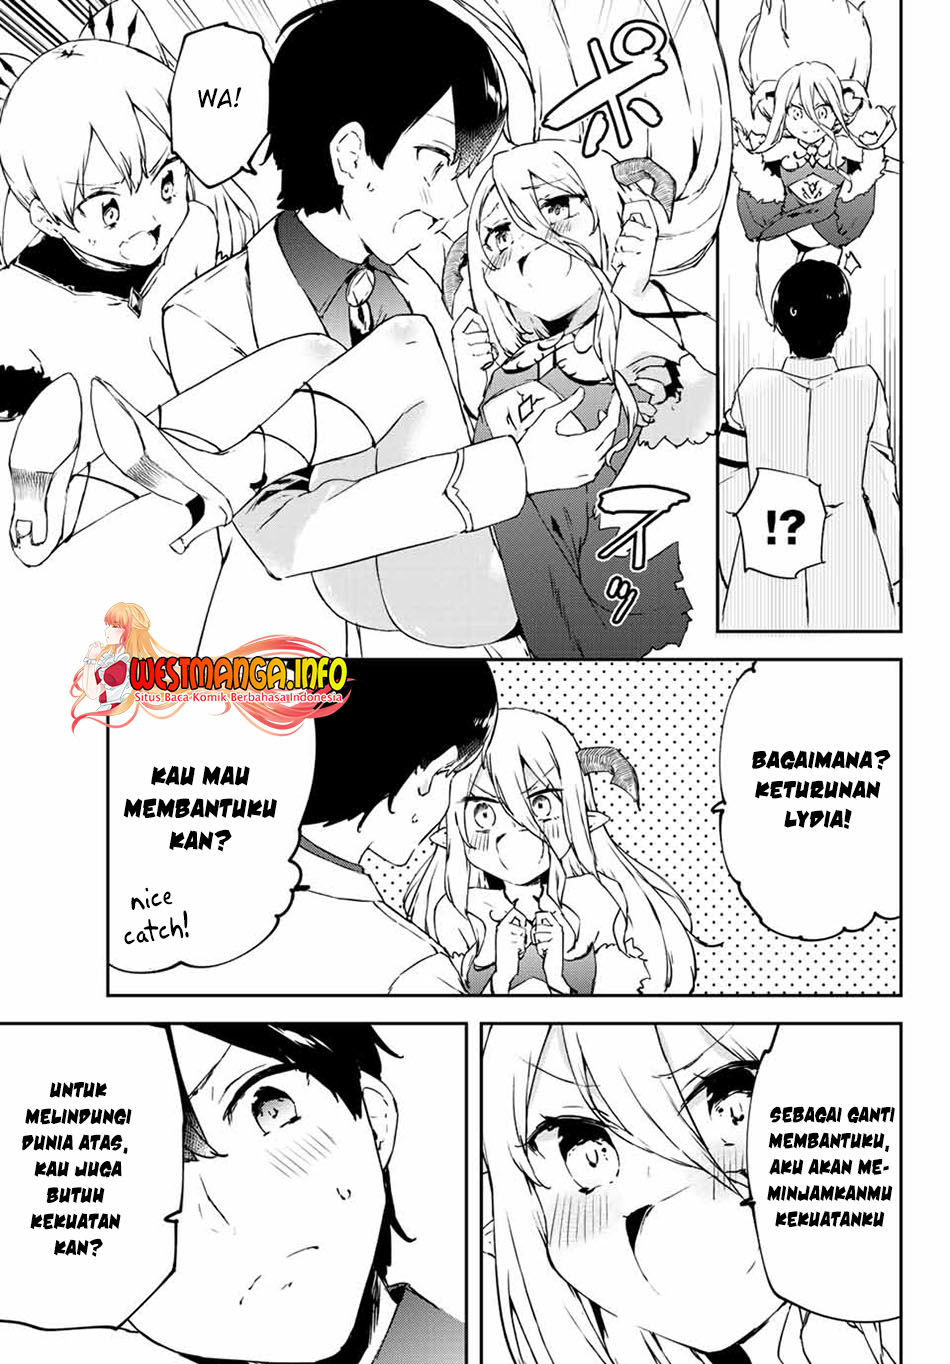 !?
WA!
ポ
イッ
WESTMANGA.INFO
Situs Baca Komik Berbahasa Indonesia
BAGAIMANA?
KETURUNAN
LYDIA!
KAU MAU
MEMBANTUKU
KAN?
nice
catch!
SEBAGAI GANTI
MEMBANTUKU,
AKU AKAN ME-
MINJAMKANMU
KEKUATANKU
UNTUK
MELINDUNGI
DUNIA ATAS,
KAU JUGA
BUTUH
KEKUATAN
KAN?